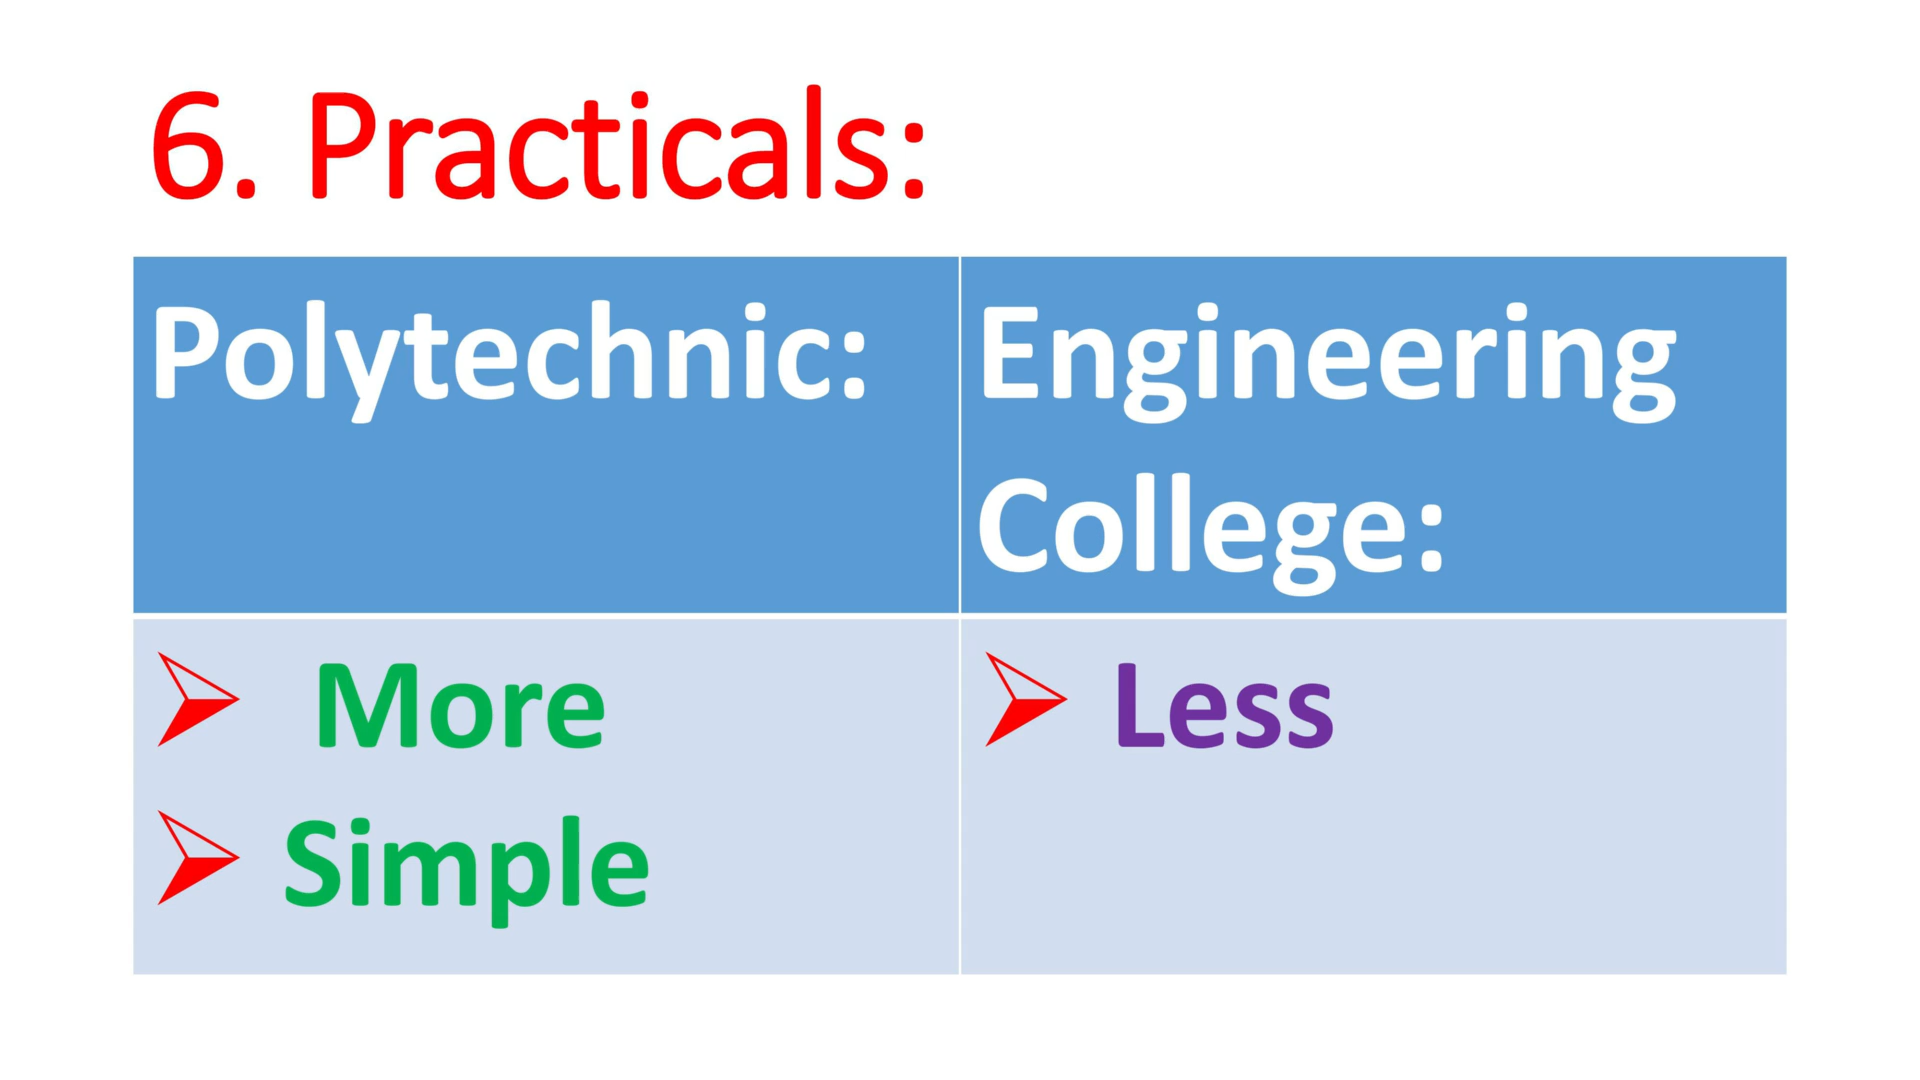 6. Practicals:
Polytechnic:
Engineering
College:
More
Simple
Less